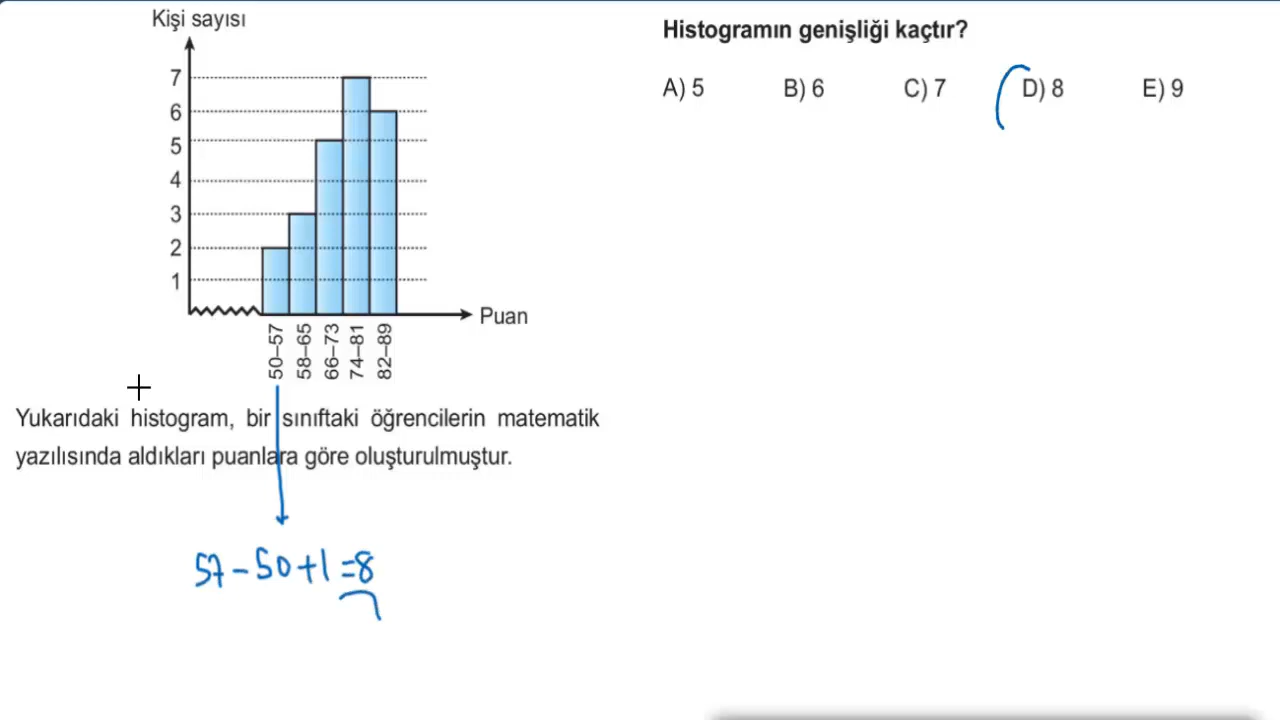 Kişi sayısı
7
6
5
4
3
2
1
Puan
50–57
58–65
66–73
74–81
82–89
Yukarıdaki histogram, bir sınıftaki öğrencilerin matematik
yazılısında aldıkları puanlara göre oluşturulmuştur.
57-50+1=8
Histogramın genişliği kaçtır?
A) 5 B) 6 C) 7 D) 8 E) 9